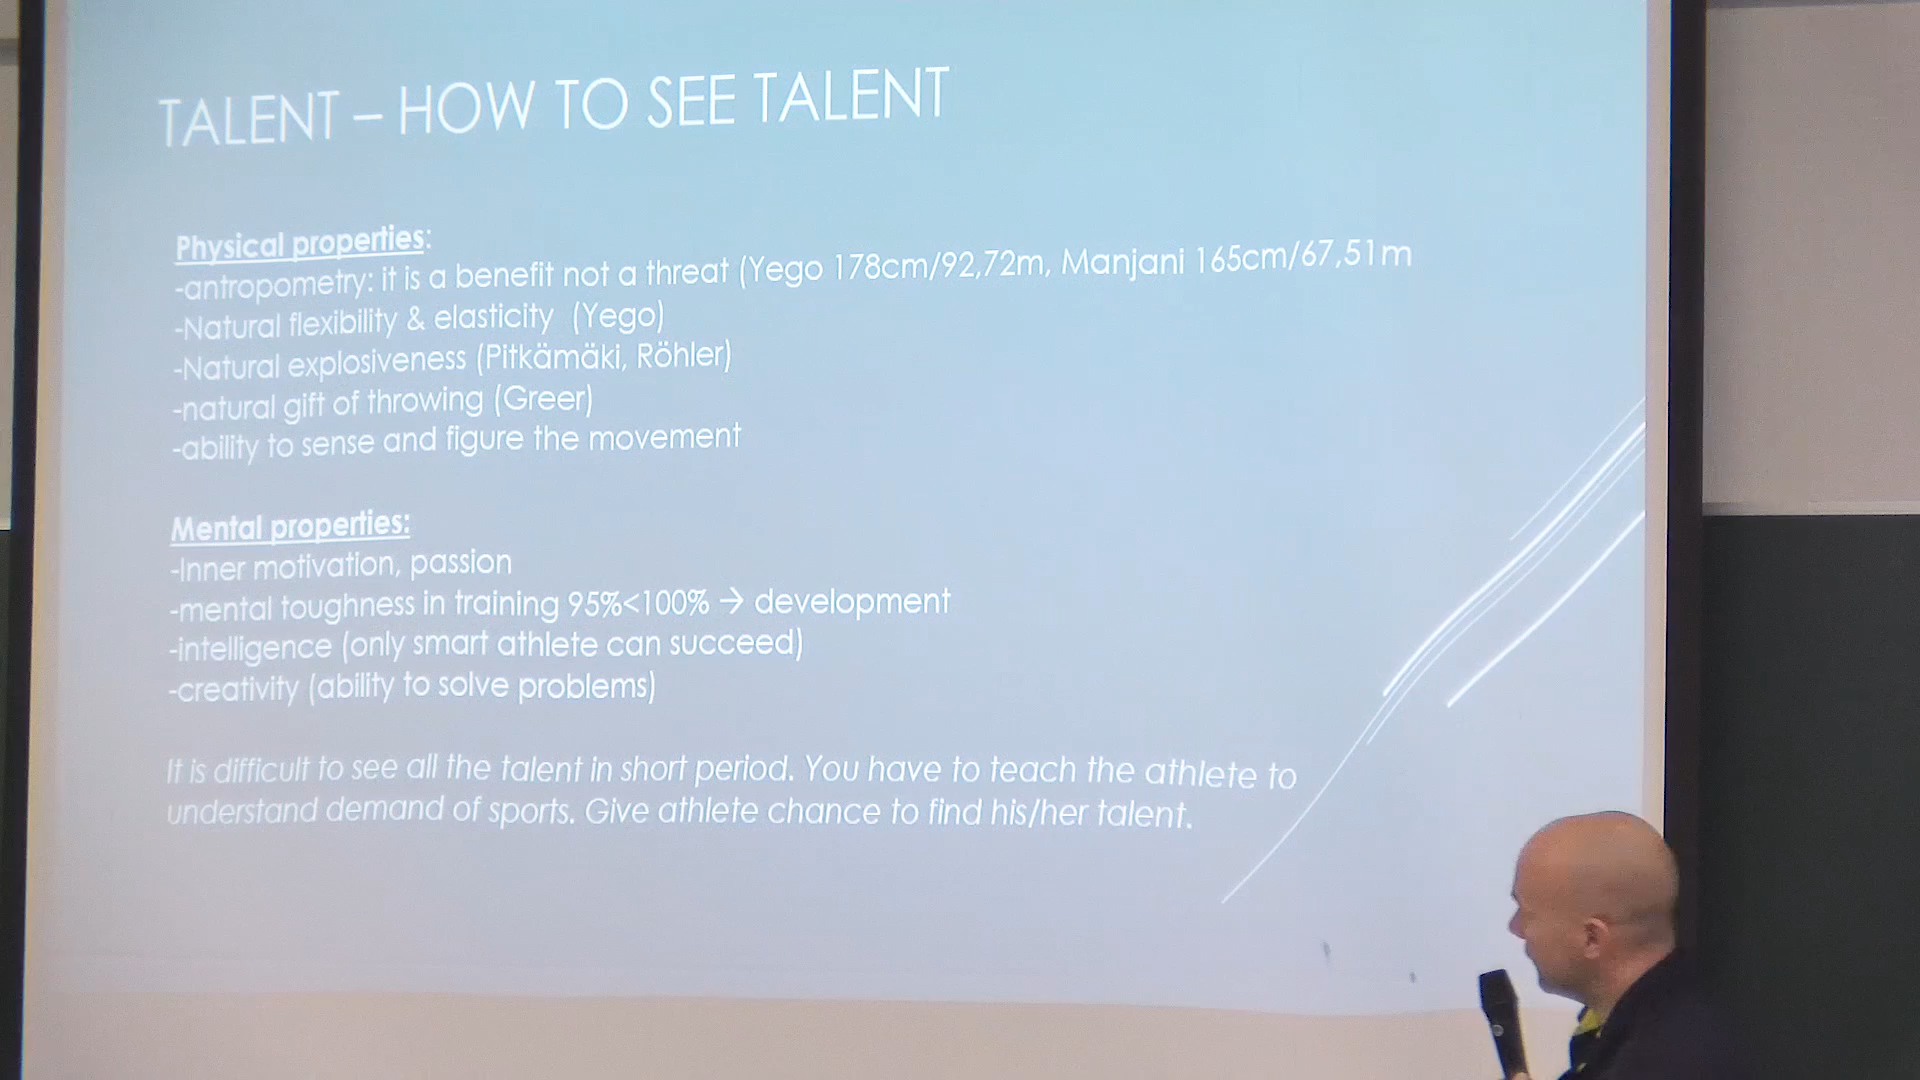 TALENT – HOW TO SEE TALENT
Physical properties:
-antropometry: it is a benefit not a threat (Yego 178cm/92,72m, Manjani 165cm/67,51m
-Natural flexibility & elasticity  (Yego)
-Natural explosiveness (Pitkämäki, Röhler)
-natural gift of throwing (Greer)
-ability to sense and figure the movement
Mental properties:
-Inner motivation, passion
-mental toughness in training 95%<100% → development
-intelligence (only smart athlete can succeed)
-creativity (ability to solve problems)
It is difficult to see all the talent in short period. You have to teach the athlete to
understand demand of sports. Give athlete chance to find his/her talent.